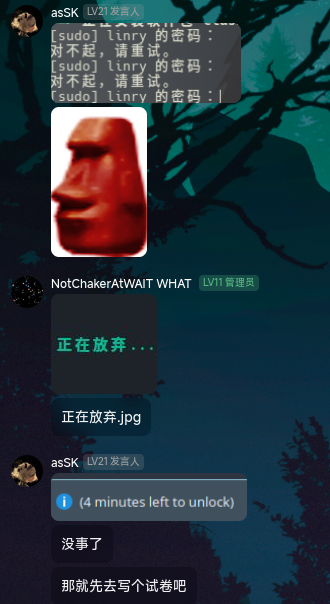 asSK LV21 发言人
[sudo] linry 的密码：
对不起，请重试。
[sudo] linry 的密码：
对不起，请重试。
[sudo] linry 的密码：
NotChakerAtWAIT WHAT LV11 管理员
正在放弃...
正在放弃.jpg
asSK LV21 发言人
(4 minutes left to unlock)
没事了
那就先去写个试卷吧